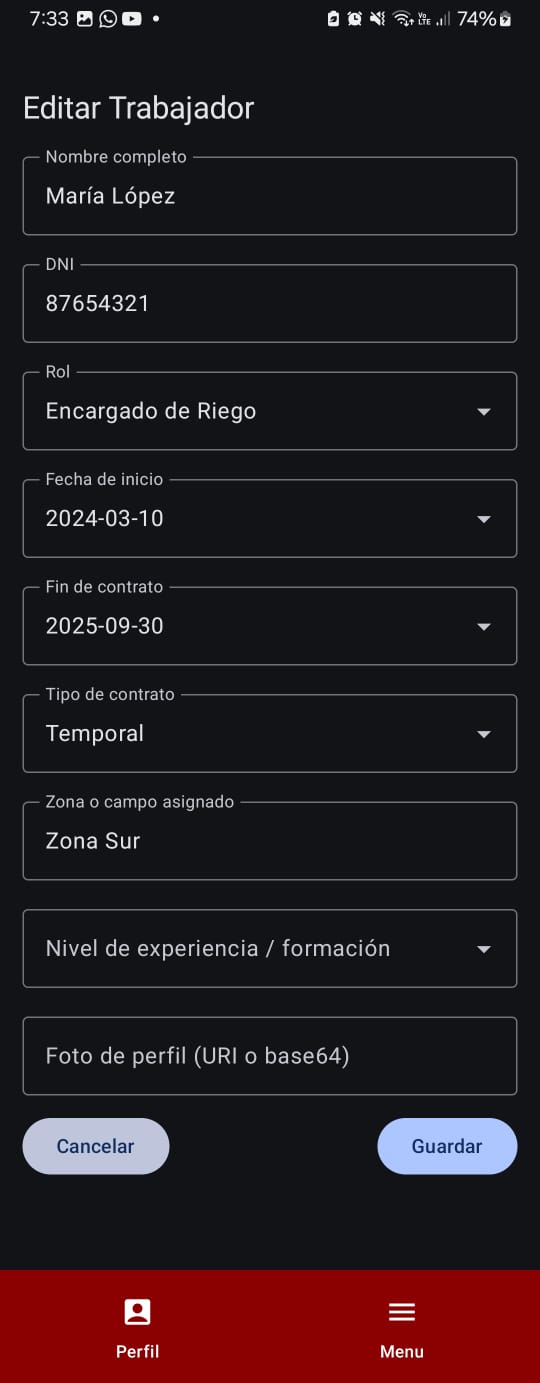 7:33
Vo
LTE
74%
Editar Trabajador
Nombre completo
María López
DNI
87654321
Rol
Encargado de Riego
Fecha de inicio
2024-03-10
Fin de contrato
2025-09-30
Tipo de contrato
Temporal
Zona o campo asignado
Zona Sur
Nivel de experiencia / formación
Foto de perfil (URI o base64)
Cancelar
Guardar
Perfil
Menu